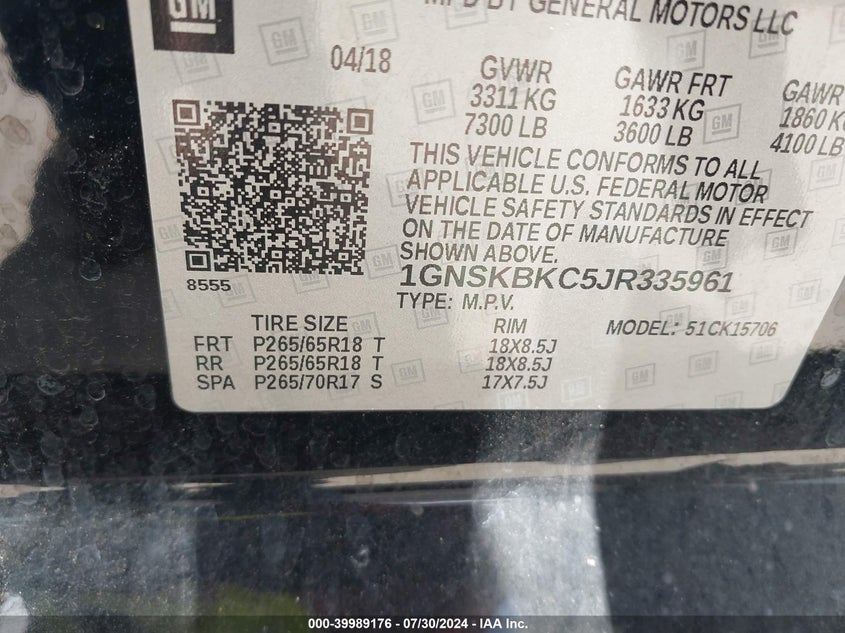 GM
MFD BY GENERAL MOTORS LLC
04/18
GVWR GAWR FRT GAWR
3311 KG 1633 KG 1860 KG
7300 LB 3600 LB 4100 LB
THIS VEHICLE CONFORMS TO ALL
APPLICABLE U.S. FEDERAL MOTOR
VEHICLE SAFETY STANDARDS IN EFFECT
ON THE DATE OF MANUFACTURE
SHOWN ABOVE.
8555
1GNSKBKC5JR335961
TYPE: M.P.V.
MODEL: 51CK15706
TIRE SIZE RIM
FRT P265/65R18 T 18X8.5J
RR P265/65R18 T 18X8.5J
SPA P265/70R17 S 17X7.5J
000-39989176 - 07/30/2024 - IAA Inc.